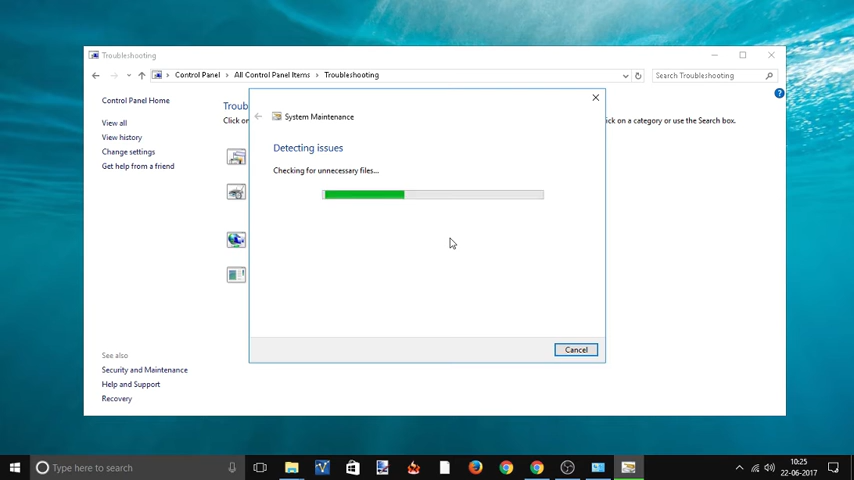 Troubleshooting
Control Panel > All Control Panel Items > Troubleshooting
Search Troubleshooting
Control Panel Home
View all
View history
Change settings
Get help from a friend
Troub
Click or
ick on a category or use the Search box.
System Maintenance
Detecting issues
Checking for unnecessary files...
Cancel
See also
Security and Maintenance
Help and Support
Recovery
Type here to search
10:25
22-06-2017